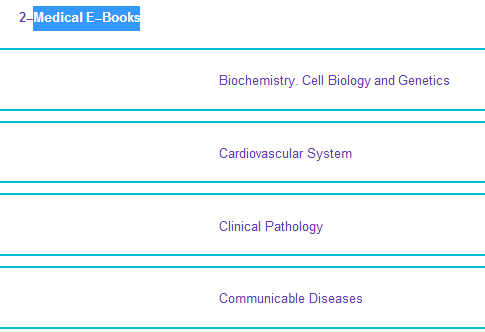 2–Medical E–Books
Biochemistry. Cell Biology and Genetics
Cardiovascular System
Clinical Pathology
Communicable Diseases